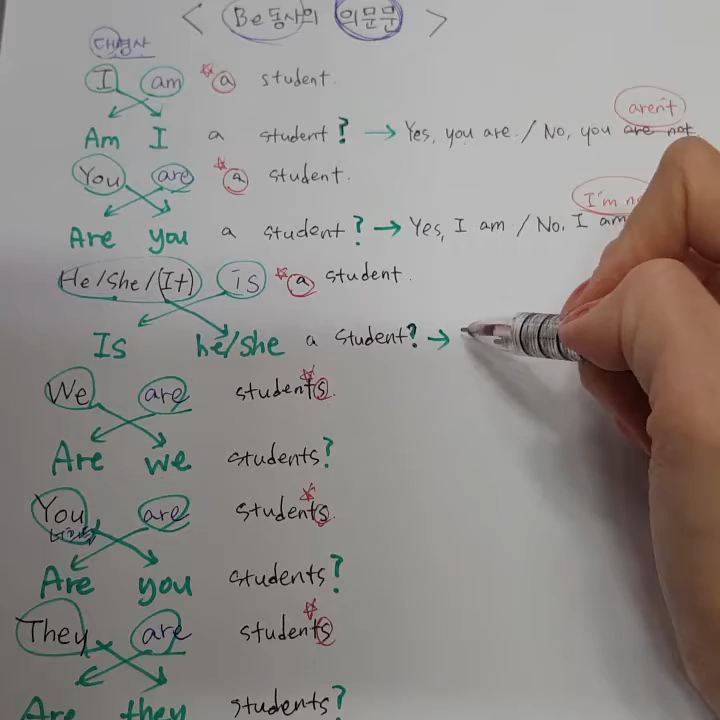 < Be동사의 의문문 >
대명사
I am a student.
aren't
Am I a student? → Yes, you are. / No, you are not.
You are a student.
I'm no
Are you a student? → Yes, I am / No. I am
He/she/(It) is a student.
Is he/she a student? →
We are students.
Are we students?
You are students.
너희들
Are you students?
They are students
Are they students?